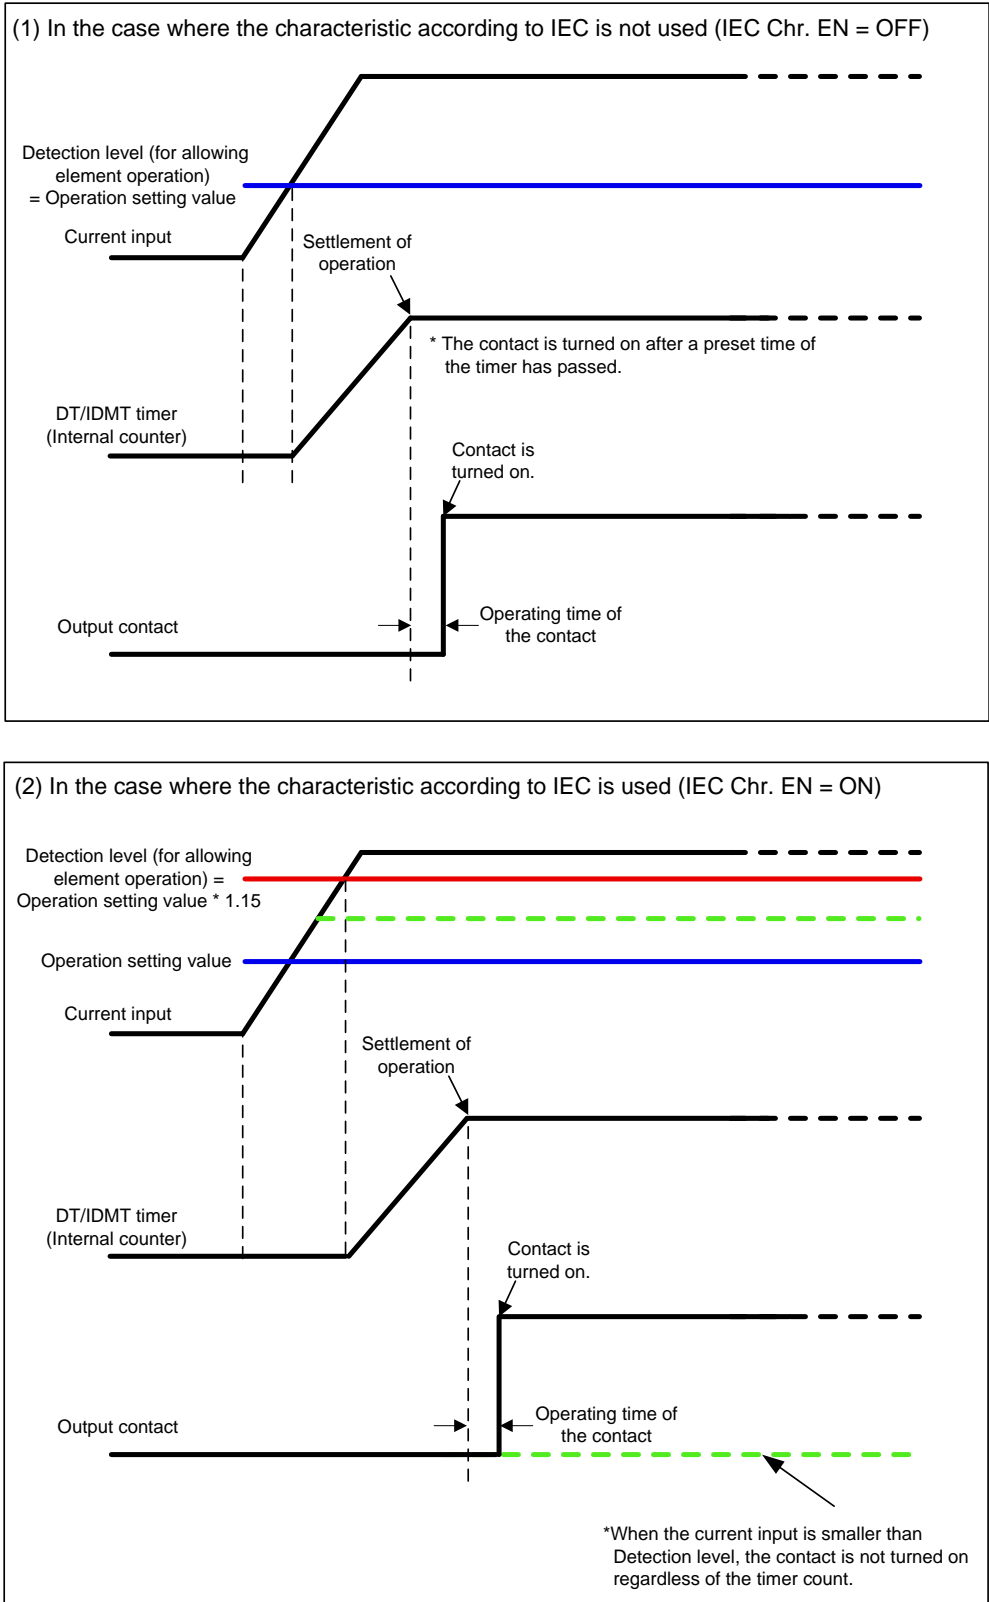 (1) In the case where the characteristic according to IEC is not used (IEC Chr. EN = OFF)
Detection level (for allowing
element operation)
= Operation setting value
Current input
Settlement of
operation
* The contact is turned on after a preset time of
the timer has passed.
DT/IDMT timer
(Internal counter)
Contact is
turned on.
Output contact
Operating time of
the contact
(2) In the case where the characteristic according to IEC is used (IEC Chr. EN = ON)
Detection level (for allowing
element operation) =
Operation setting value * 1.15
Operation setting value
Current input
Settlement of
operation
DT/IDMT timer
(Internal counter)
Contact is
turned on.
Output contact
Operating time of
the contact
*When the current input is smaller than
Detection level, the contact is not turned on
regardless of the timer count.